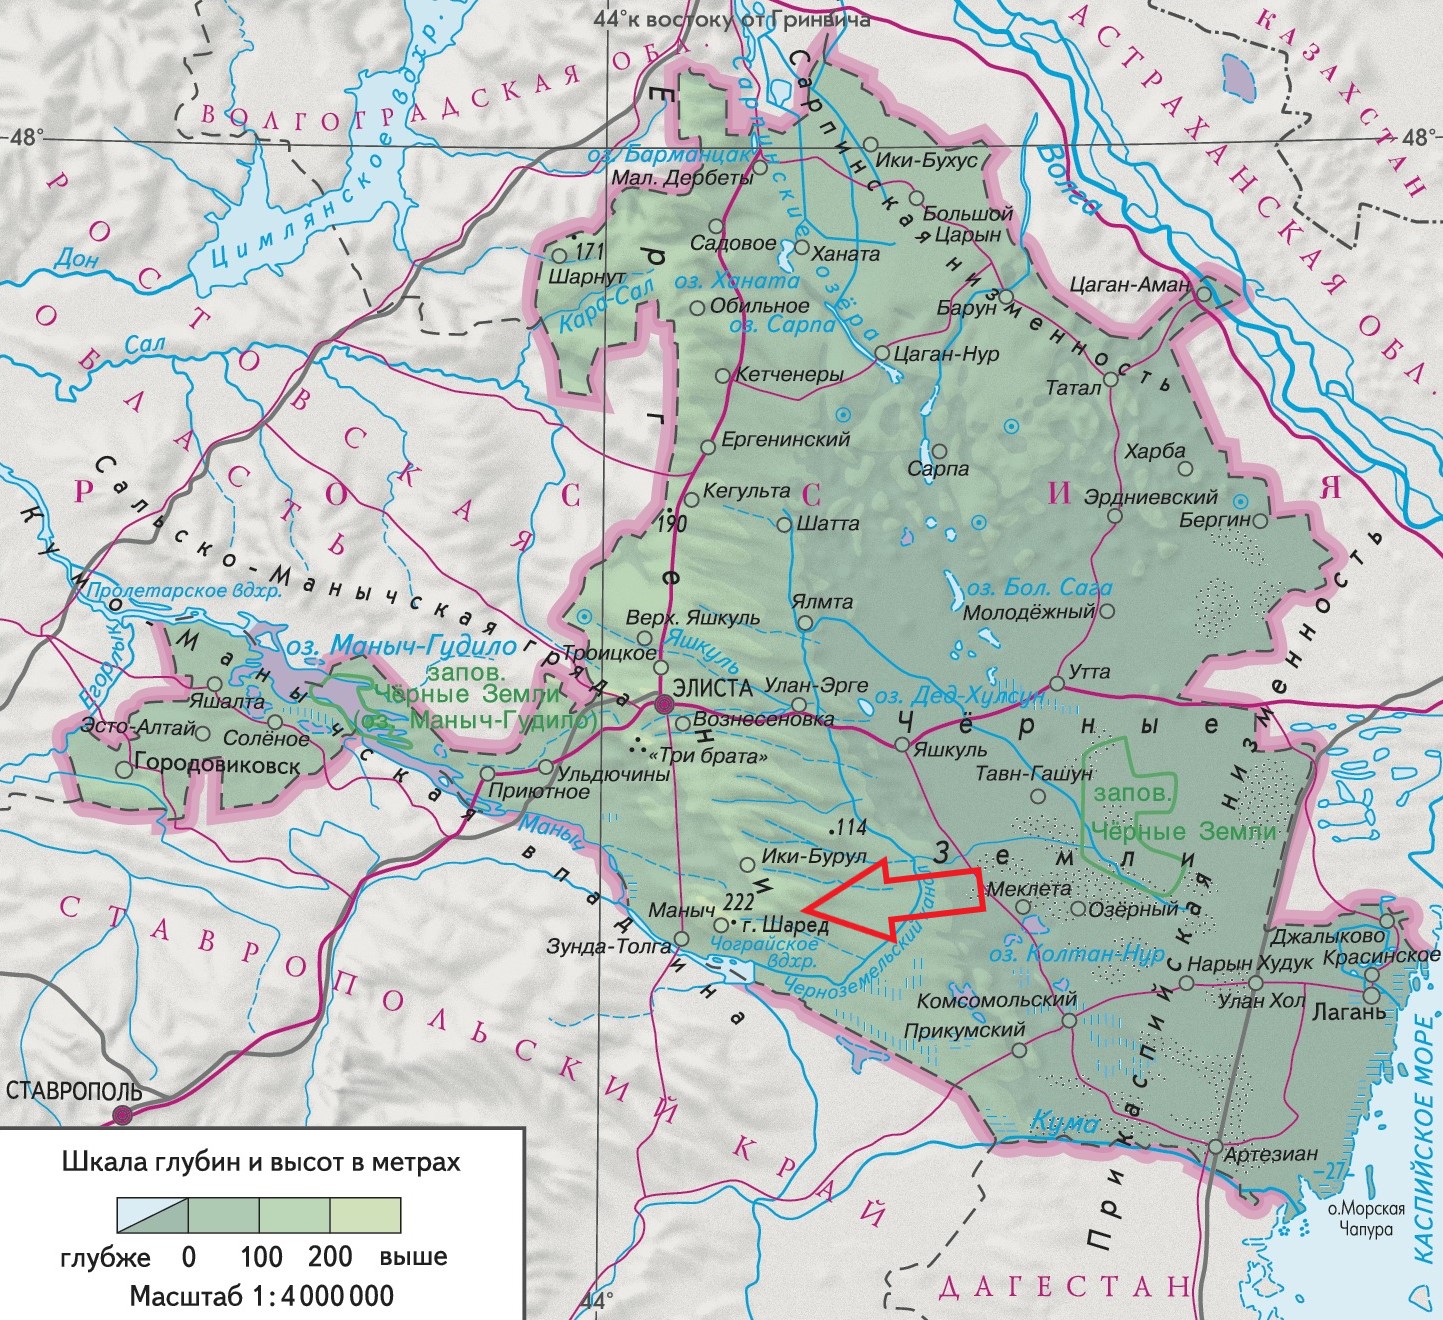 44° к востоку от Гринвича
ВОЛГОГРАДСКАЯ ОБЛ.
АСТРАХАНСКАЯ ОБЛ.
КАЗАХСТАН
РОСТОВСКАЯ
ОБЛАСТЬ
РОССИЯ
48°
48°
Цимлянское вдхр.
Дон
Сал
Волга
Сарпинские озёра
Сарпинская низменность
Ергени
оз. Барманцак
Мал. Дербеты
Ики-Бухус
Большой
Царын
Садовое
Ханата
171
Шарнут
Кара-Сал
оз. Ханата
Обильное
оз. Сарпа
Барун
Цаган-Аман
Цаган-Нур
Кетченеры
Татал
Ергенинский
Сарпа
Харба
Кегульта
190
Шатта
Эрдниевский
Бергин
Сальско-Манычская гряда
Кумо-Манычская впадина
Пролетарское вдхр.
Егорлык
оз. Маныч-Гудило
запов.
Чёрные Земли
(оз. Маныч-Гудило)
оз. Бол. Сага
Молодёжный
Ялмта
Верх. Яшкуль
Яшкуль
Троицкое
ЭЛИСТА
Улан-Эрге
оз. Дед-Хулсун
Утта
Вознесеновка
Яшкуль
Чёрные
Земли
Яшалта
Эсто-Алтай
Солёное
Городовиковск
«Три брата»
Ульдючины
Приютное
Маныч
Тавн-Гашун
запов.
Чёрные Земли
114
Ики-Бурул
Меклета
Озёрный
222
Маныч
г. Шаред
Зунда-Толга
Чограйское
вдхр.
Черноземельский канал
оз. Колтан-Нур
Джалыково
Красинское
Нарын Худук
Улан Хол
Лагань
Комсомольский
Прикумский
Прикаспийская низменность
СТАВРОПОЛЬСКИЙ КРАЙ
СТАВРОПОЛЬ
Кума
Артезиан
-27-
о.Морская
Чапура
КАСПИЙСКОЕ МОРЕ
ДАГЕСТАН
44°
Шкала глубин и высот в метрах
глубже 0 100 200 выше
Масштаб 1:4 000 000